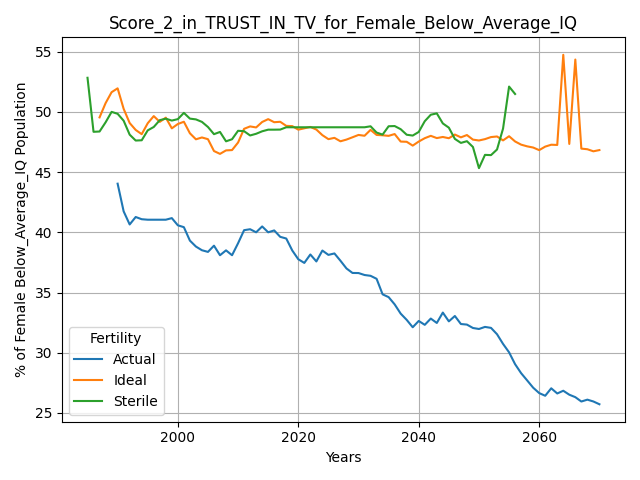 Score_2_in_TRUST_IN_TV_for_Female_Below_Average_IQ
% of Female Below_Average_IQ Population
55
50
45
40
35
30
25
Fertility
Actual
Ideal
Sterile
2000
2020
2040
2060
Years